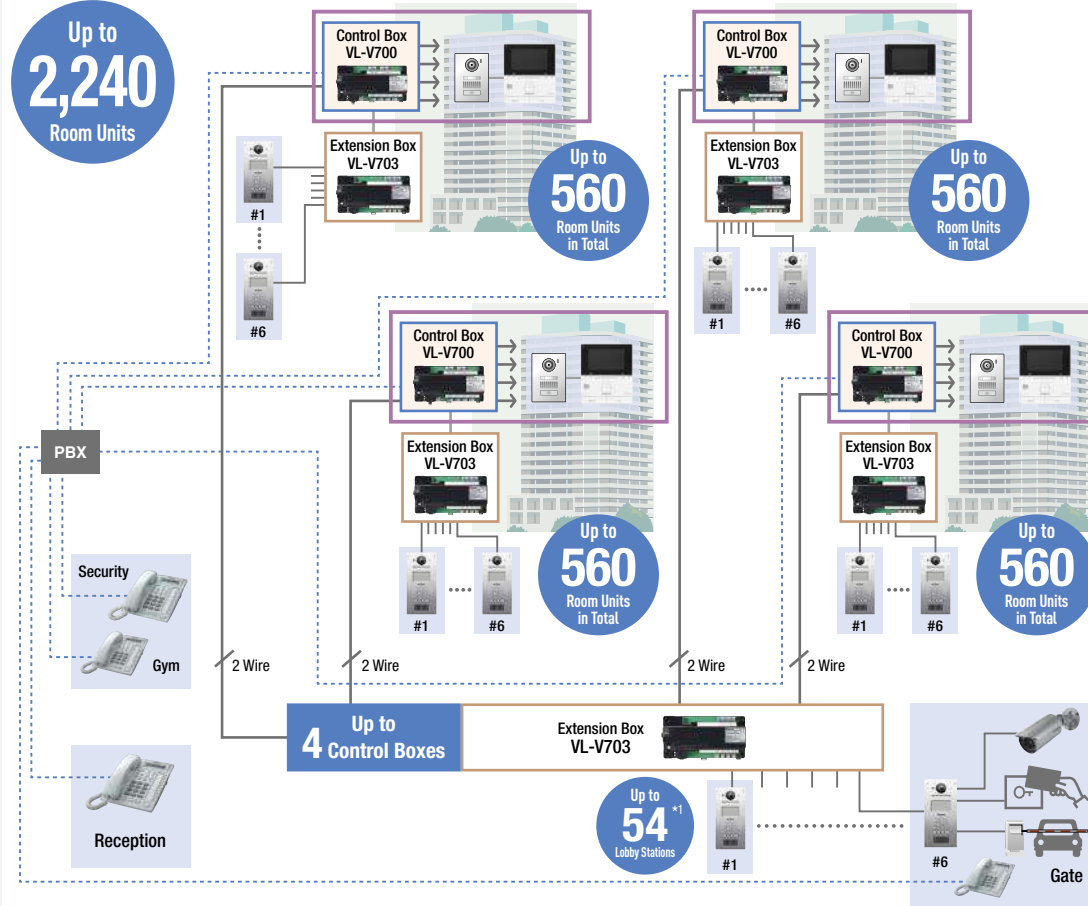 Up to
2,240
Room Units
Control Box
VL-V700
Extension Box
VL-V703
#1
#6
Up to
560
Room Units
in Total
Control Box
VL-V700
Extension Box
VL-V703
#1
#6
Up to
560
Room Units
in Total
Control Box
VL-V700
Extension Box
VL-V703
#1
#6
Up to
560
Room Units
in Total
Control Box
VL-V700
Extension Box
VL-V703
#1
#6
Up to
560
Room Units
in Total
PBX
Security
Gym
Reception
2 Wire
2 Wire
2 Wire
2 Wire
4 Up to
Control Boxes
Extension Box
VL-V703
Up to
54 *1
Lobby Stations
#1
#6
Gate